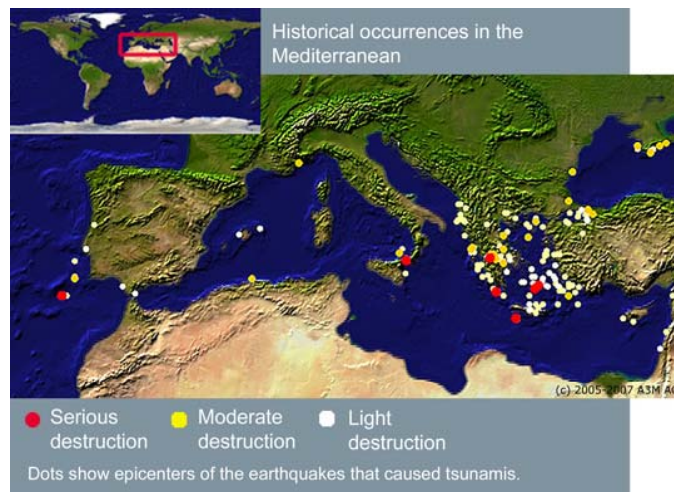 Historical occurrences in the
Mediterranean
(c) 2005-2007 A3M AG
Serious
destruction
Moderate
destruction
Light
destruction
Dots show epicenters of the earthquakes that caused tsunamis.